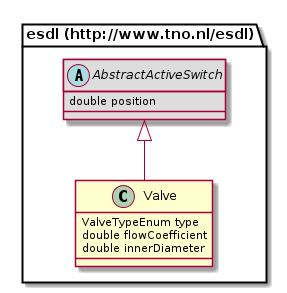 esdl (http://www.tno.nl/esdl)
A AbstractActiveSwitch
double position
C Valve
ValveTypeEnum type
double flowCoefficient
double innerDiameter